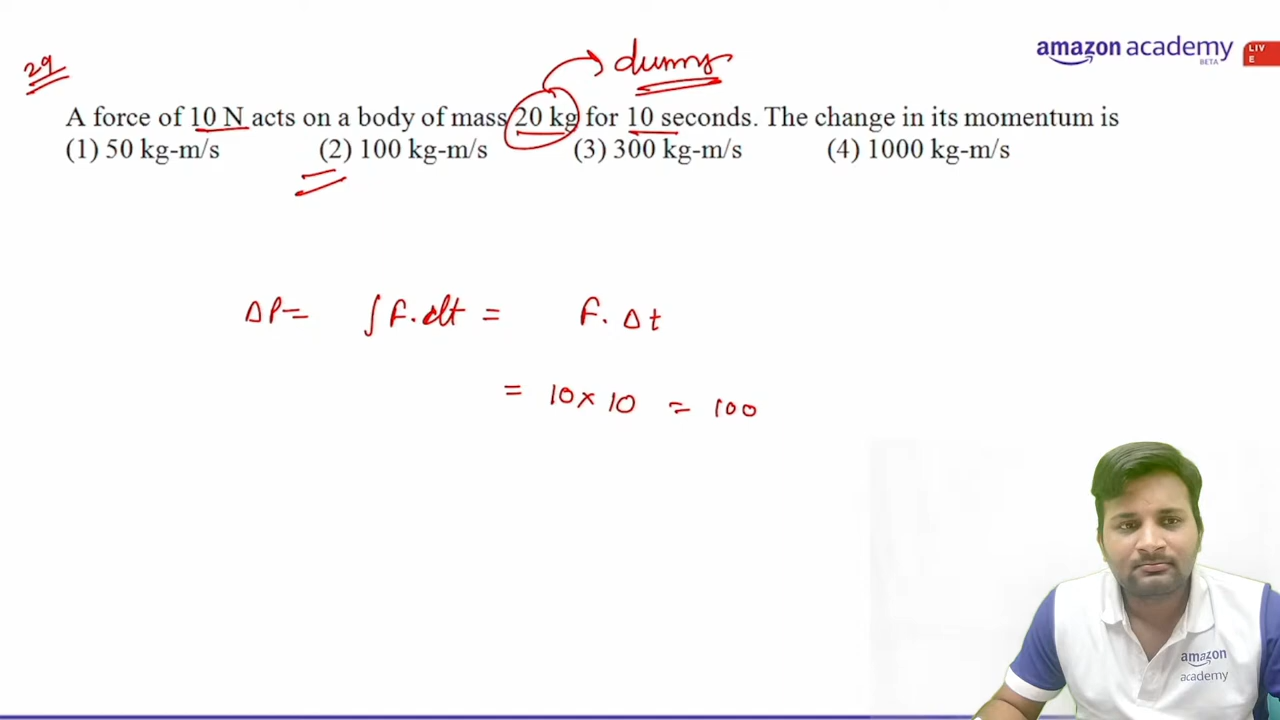 29
dummy
amazon academy
BETA
LIV
E
A force of 10 N acts on a body of mass 20 kg for 10 seconds. The change in its momentum is
(1) 50 kg-m/s (2) 100 kg-m/s (3) 300 kg-m/s (4) 1000 kg-m/s
ΔP= ∫F.dt = F. Δt
= 10 × 10 = 100
amazon
academy